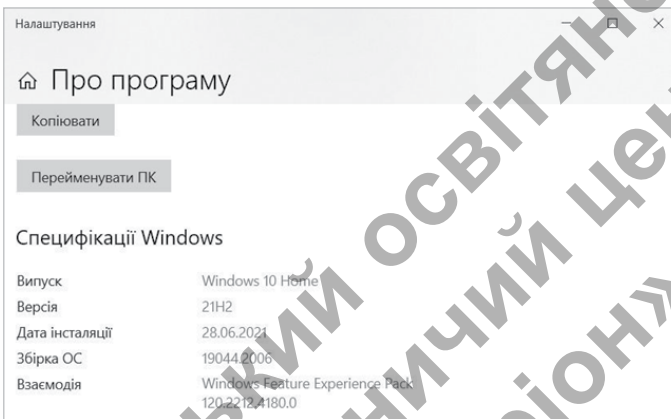 Налаштування
Про програму
Копіювати
Перейменувати ПК
Специфікації Windows
Випуск Windows 10 Home
Версія 21H2
Дата інсталяції 28.06.2021
Збірка ОС 19044.2006
Взаємодія Windows Feature Experience Pack
120.2212.4180.0